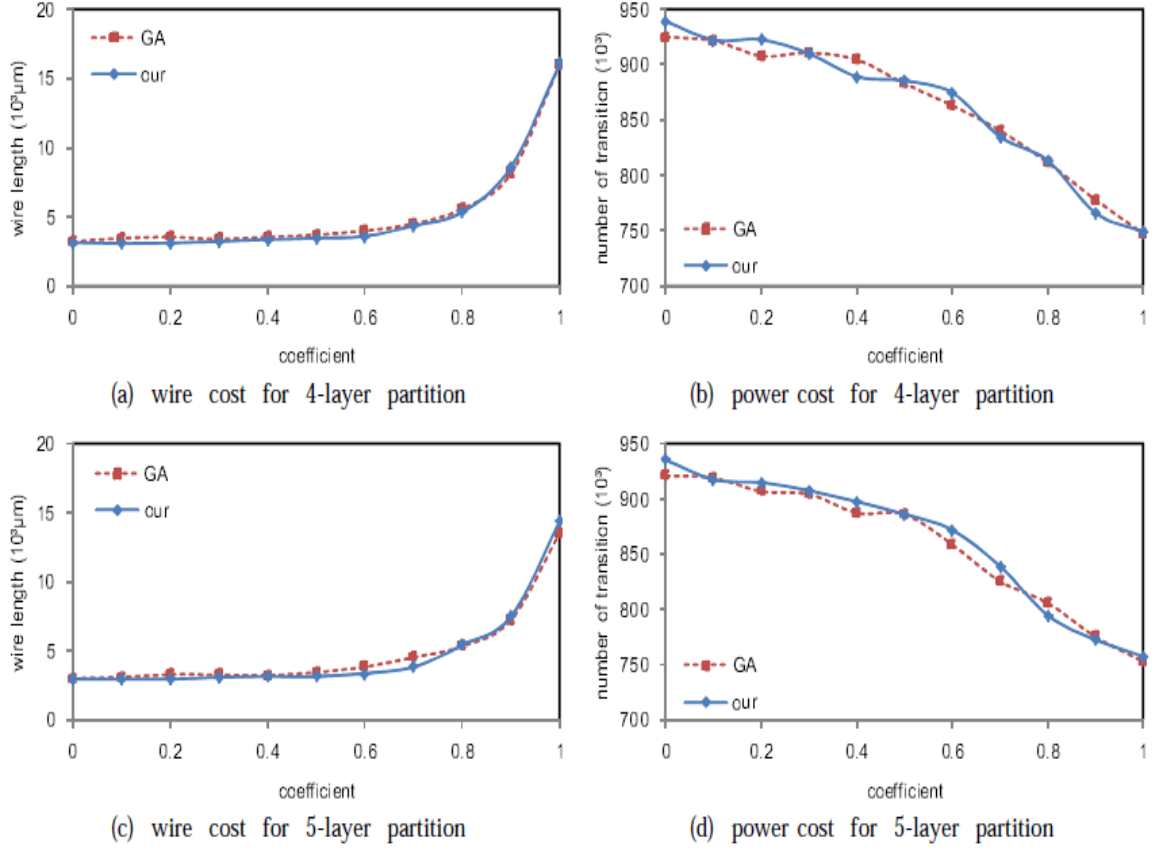 20
15
10
5
0
wire length (10³µm)
GA
our
0 0.2 0.4 0.6 0.8 1
coefficient
(a) wire cost for 4-layer partition
950
900
850
800
750
700
number of transition (10³)
GA
our
0 0.2 0.4 0.6 0.8 1
coefficient
(b) power cost for 4-layer partition
20
15
10
5
0
wire length (10³µm)
GA
our
0 0.2 0.4 0.6 0.8 1
coefficient
(c) wire cost for 5-layer partition
950
900
850
800
750
700
number of transition (10³)
GA
our
0 0.2 0.4 0.6 0.8 1
coefficient
(d) power cost for 5-layer partition